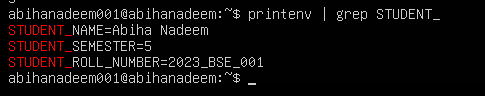 abihanadeem001@abihanadeem:~$ printenv | grep STUDENT_
STUDENT_NAME=Abiha Nadeem
STUDENT_SEMESTER=5
STUDENT_ROLL_NUMBER=2023_BSE_001
abihanadeem001@abihanadeem:~$ _